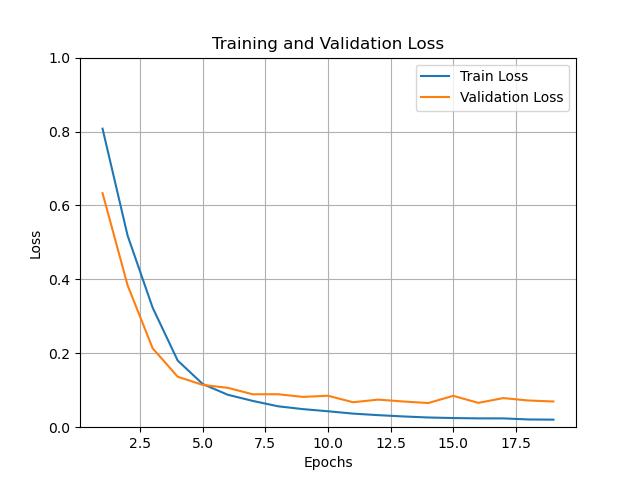 Training and Validation Loss
1.0
0.8
0.6
0.4
0.2
0.0
Loss
Train Loss
Validation Loss
2.5 5.0 7.5 10.0 12.5 15.0 17.5
Epochs